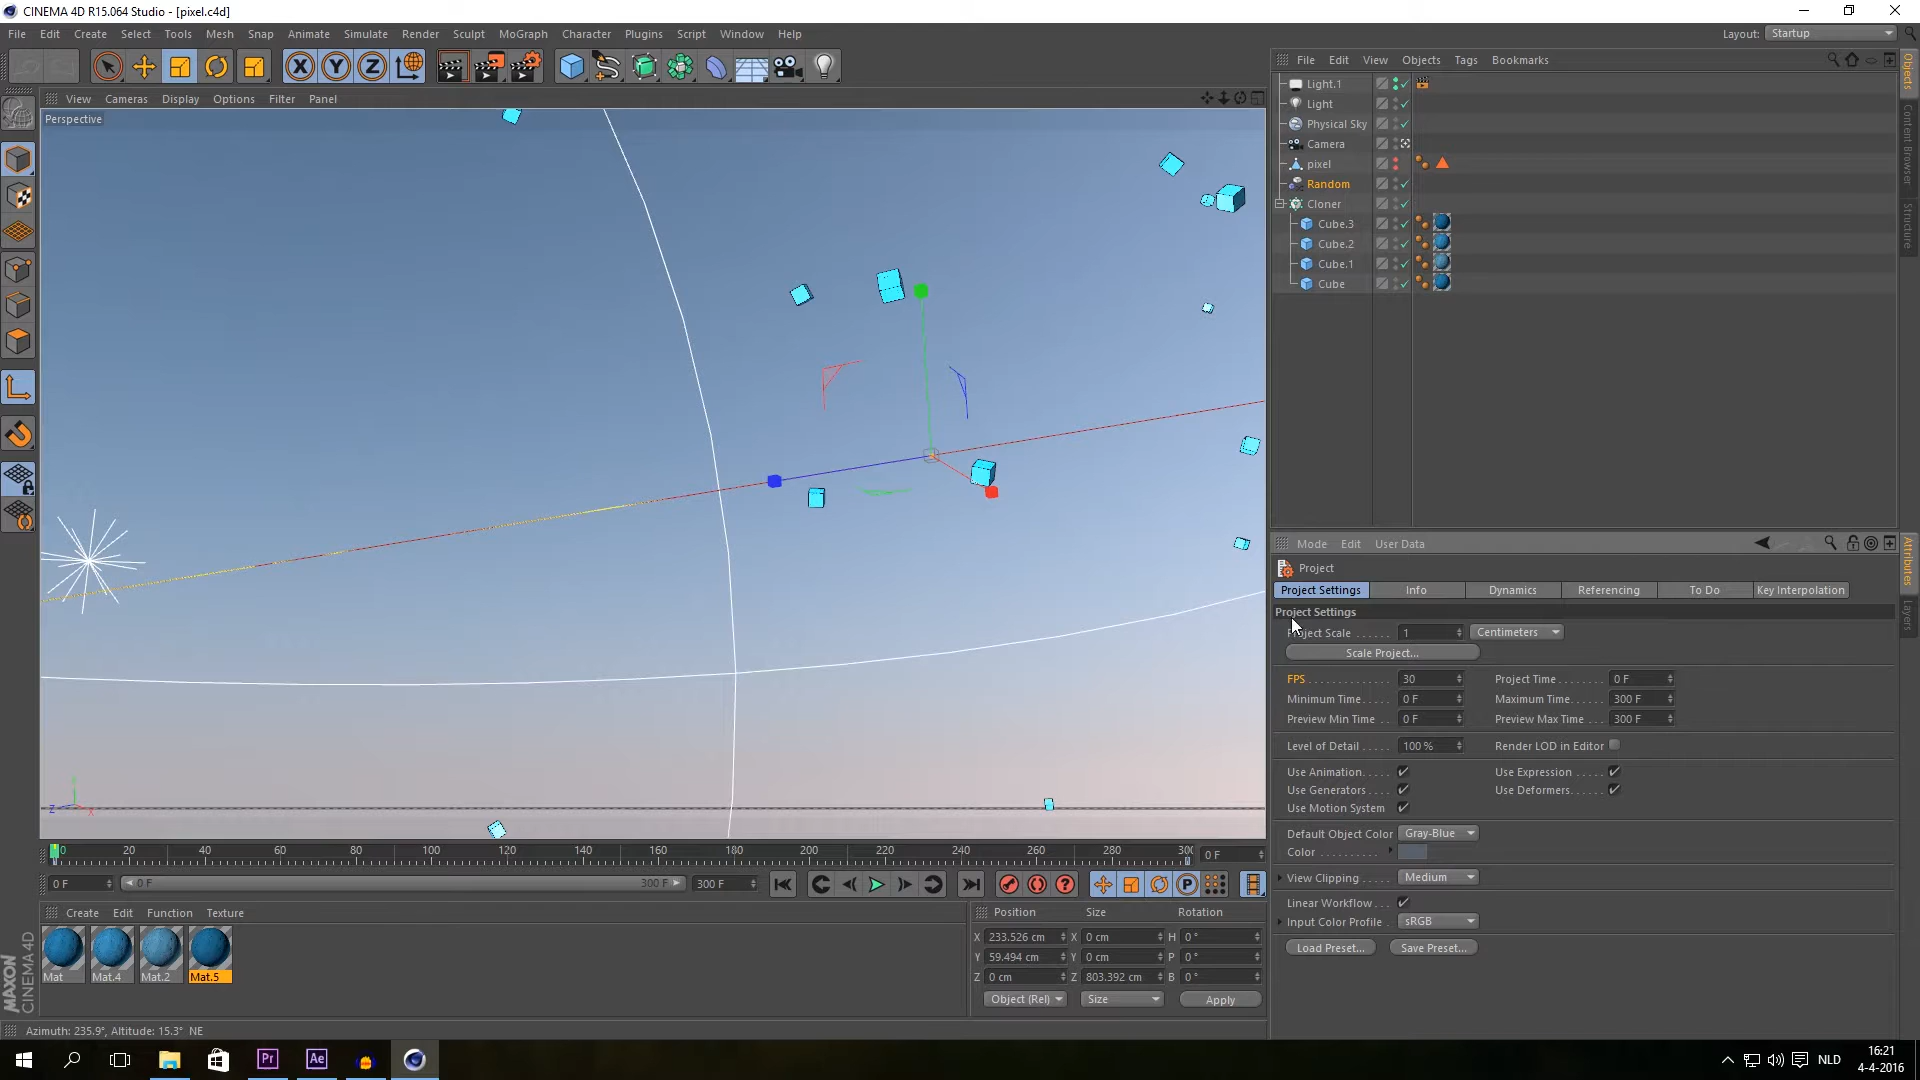 CINEMA 4D R15.064 Studio - [pixel.c4d]
File Edit Create Select Tools Mesh Snap Animate Simulate Render Sculpt MoGraph Character Plugins Script Window Help
Layout: Startup
View Cameras Display Options Filter Panel
Perspective
File Edit View Objects Tags Bookmarks
Light.1
Light
Physical Sky
Camera
pixel
Random
Cloner
Cube.3
Cube.2
Cube.1
Cube
Objects
Content Browser
Structure
Mode Edit User Data
Project
Project Settings Info Dynamics Referencing To Do Key Interpolation
Project Settings
Project Scale 1 Centimeters
Scale Project...
FPS 30 Project Time 0 F
Minimum Time 0 F Maximum Time 300 F
Preview Min Time 0 F Preview Max Time 300 F
Level of Detail 100 % Render LOD in Editor
Use Animation Use Expression
Use Generators Use Deformers
Use Motion System
Default Object Color Gray-Blue
Color
View Clipping Medium
Linear Workflow
Input Color Profile sRGB
Load Preset... Save Preset...
Attributes
Layers
0 20 40 60 80 100 120 140 160 180 200 220 240 260 280 300 0 F
0 F 0 F 300 F 300 F
Create Edit Function Texture
Mat Mat.4 Mat.2 Mat.5
Position Size Rotation
X 233.526 cm X 0 cm H 0 °
Y 59.494 cm Y 0 cm P 0 °
Z 0 cm Z 803.392 cm B 0 °
Object (Rel) Size Apply
MAXON
CINEMA 4D
Azimuth: 235.9°, Altitude: 15.3° NE
Z X
Pr Ae
NLD
16:21
4-4-2016